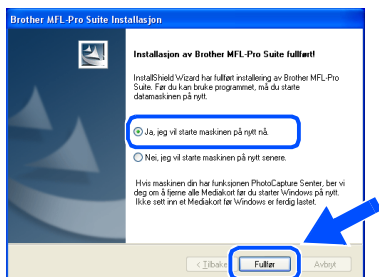 Brother MFL-Pro Suite Installasjon
Installasjon av Brother MFL-Pro Suite fullført!
InstallShield Wizard har fullført installering av Brother MFL-Pro
Suite. Før du kan bruke programmet, må du starte
datamaskinen på nytt.
Ja, jeg vil starte maskinen på nytt nå.
Nei, jeg vil starte maskinen på nytt senere.
Hvis maskinen din har funksjonen PhotoCapture Senter, ber vi
deg om å fjerne alle Mediakort før du starter Windows på nytt.
Ikke sett inn et Mediakort før Windows er ferdig lastet.
< Tilbake Fullfør Avbryt